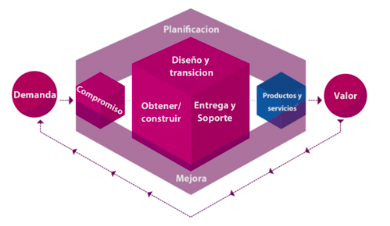 Planificacion
Diseño y
transicion
Demanda
Compromiso
Obtener/
construir
Entrega y
Soporte
Productos y
servicios
Valor
Mejora